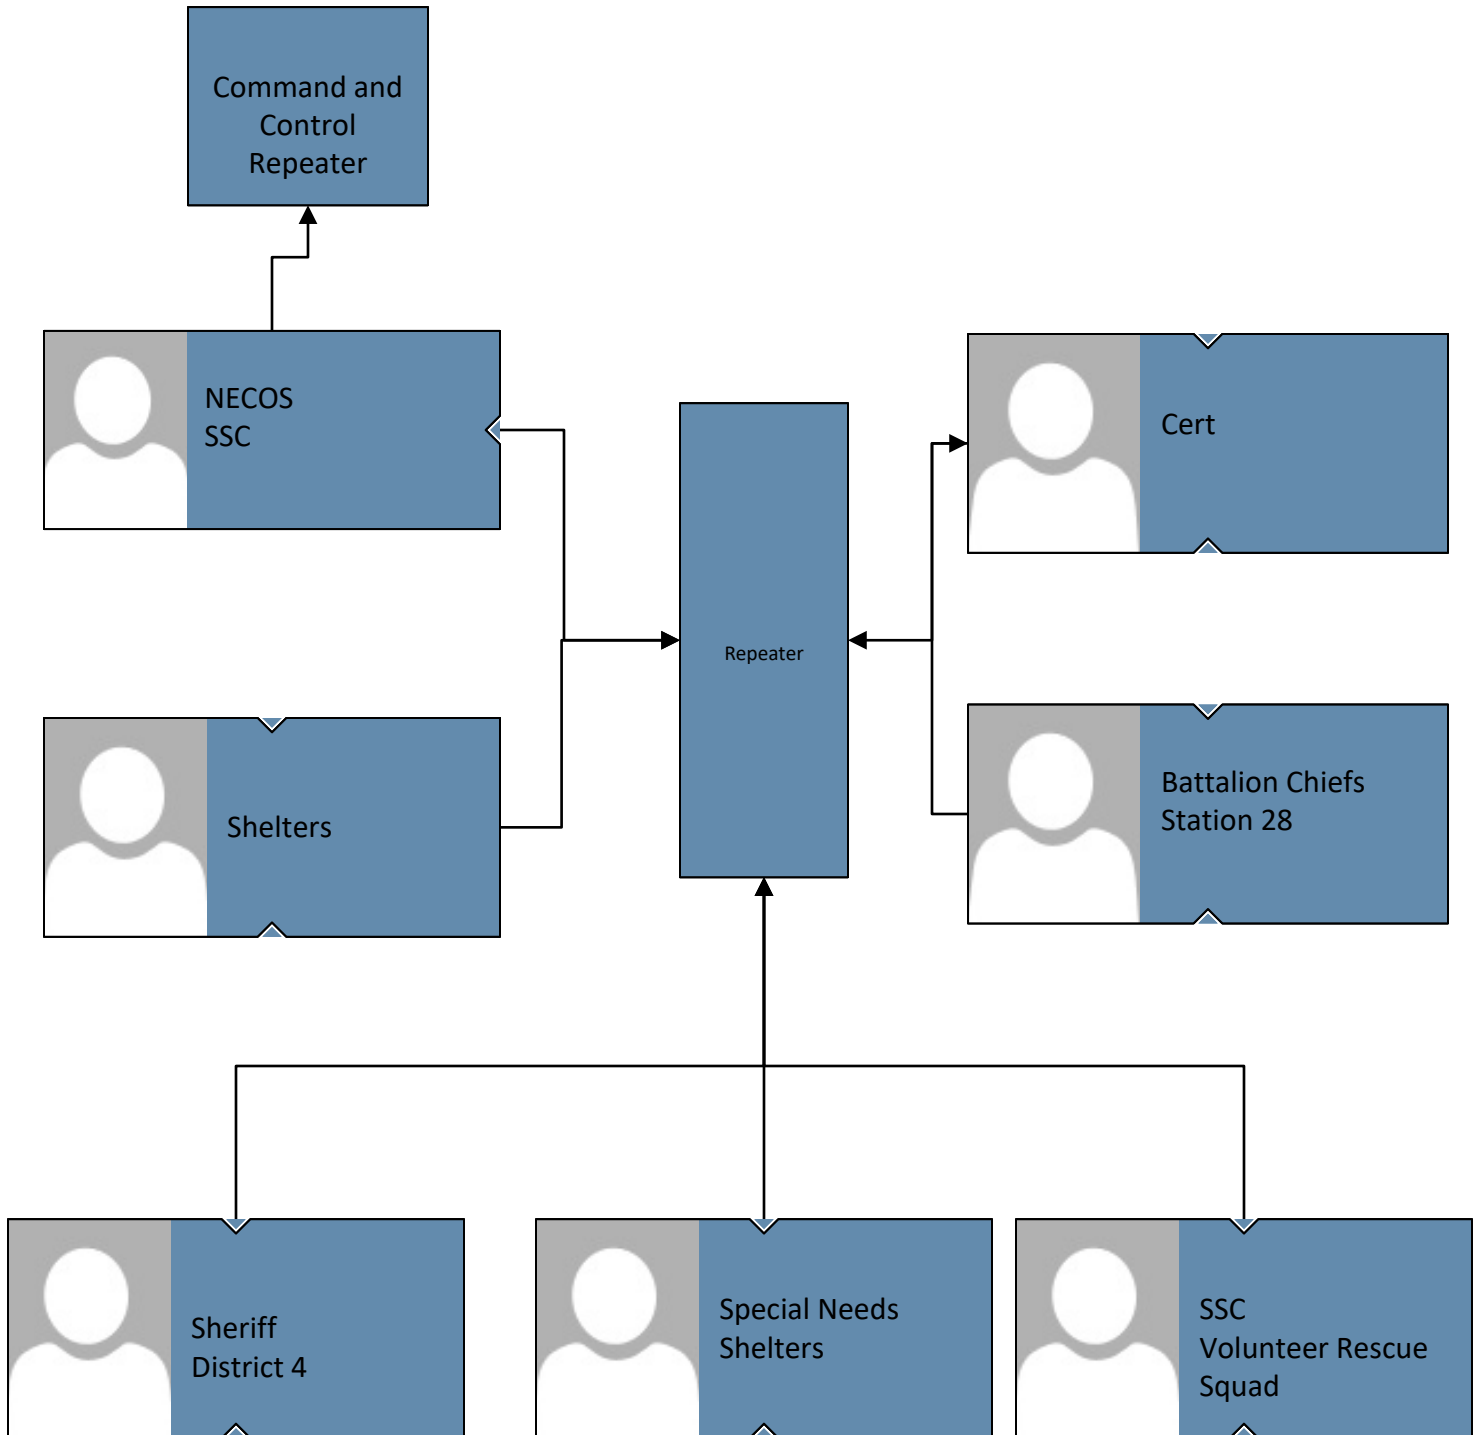 Command and
Control
Repeater
NECOS
SSC
Cert
Repeater
Shelters
Battalion Chiefs
Station 28
Sheriff
District 4
Special Needs
Shelters
SSC
Volunteer Rescue
Squad